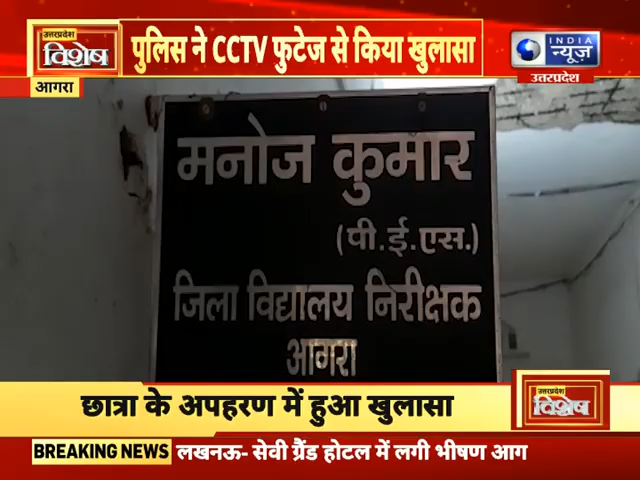 उत्तरप्रदेश
विशेष
आगरा
पुलिस ने CCTV फुटेज से किया खुलासा
INDIA
न्यूज़
उत्तरप्रदेश
मनोज कुमार
(पी.ई.एस.)
जिला विद्यालय निरीक्षक
आगरा
छात्रा के अपहरण में हुआ खुलासा
उत्तरप्रदेश
विशेष
BREAKING NEWS लखनऊ- सेवी ग्रैंड होटल में लगी भीषण आग